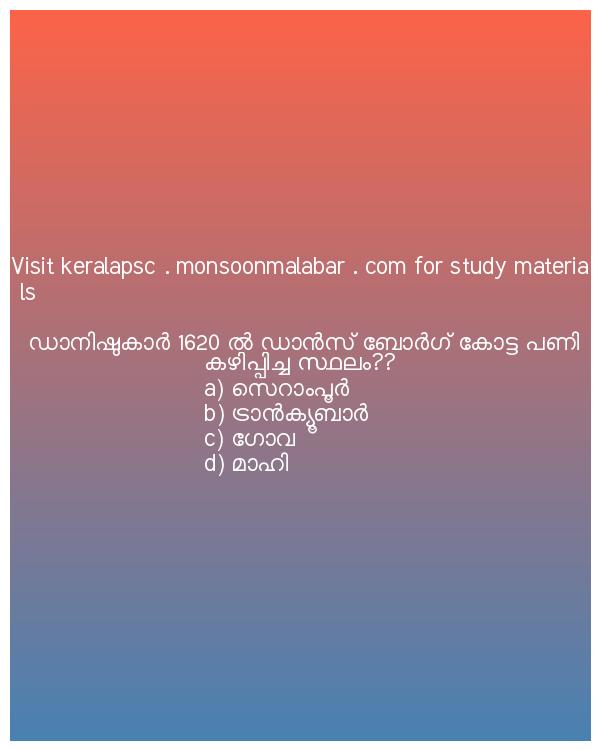 Visit keralapsc . monsoonmalabar . com for study materia
ls
ഡാനിഷുകാർ 1620 ൽ ഡാൻസ് ബോർഗ് കോട്ട പണി
കഴിപ്പിച്ച സ്ഥലം??
a) സെറാംപൂർ
b) ട്രാൻക്യൂബാർ
c) ഗോവ
d) മാഹി